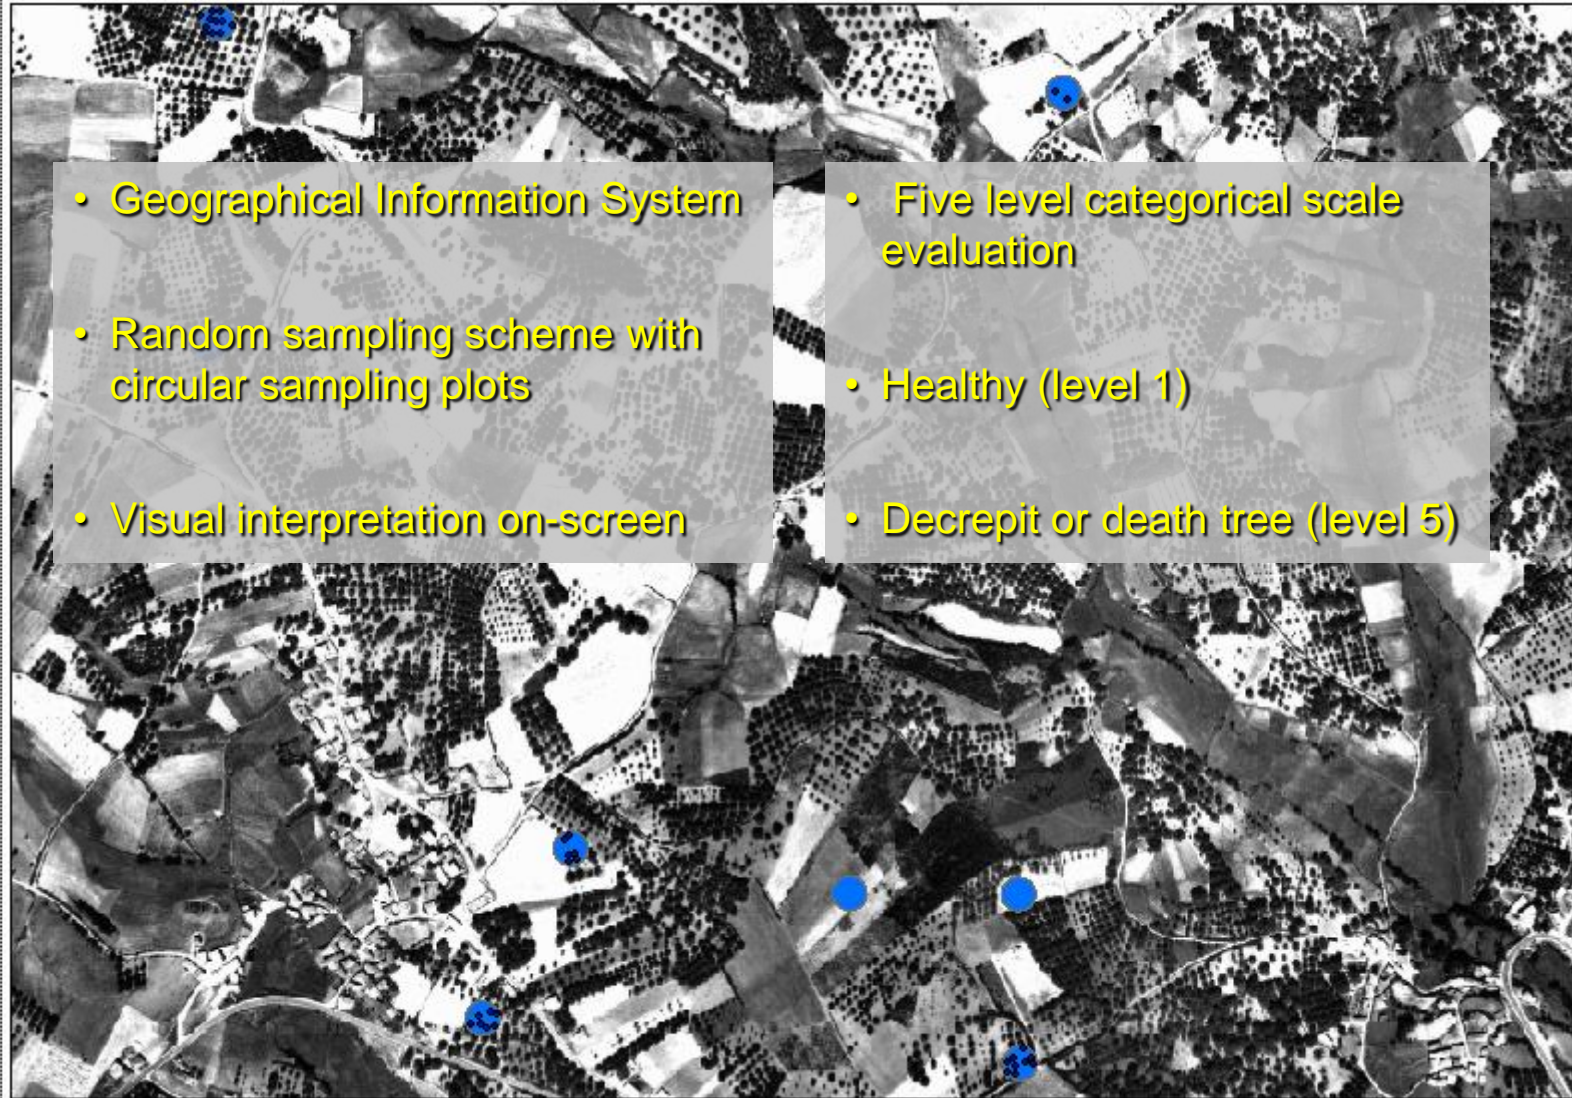 • Geographical Information System
• Random sampling scheme with
circular sampling plots
• Visual interpretation on-screen
• Five level categorical scale
evaluation
• Healthy (level 1)
• Decrepit or death tree (level 5)